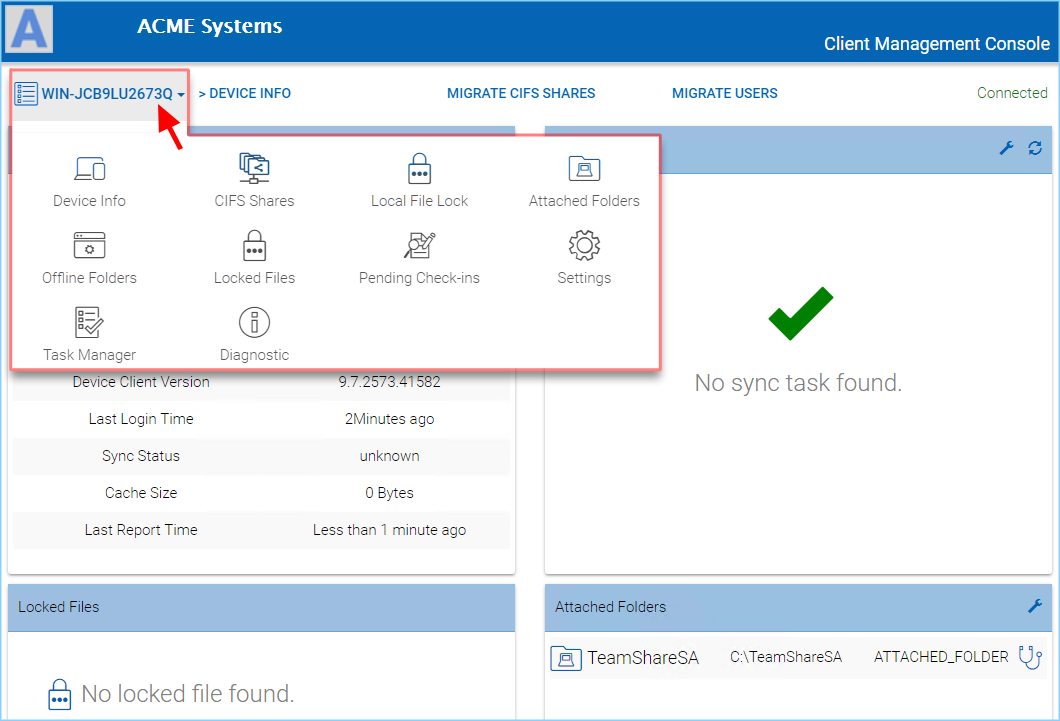 A
ACME Systems
Client Management Console
WIN-JCB9LU2673Q
> DEVICE INFO
MIGRATE CIFS SHARES
MIGRATE USERS
Connected
Device Info
CIFS Shares
Local File Lock
Attached Folders
Offline Folders
Locked Files
Pending Check-ins
Settings
Task Manager
Diagnostic
Device Client Version 9.7.2573.41582
Last Login Time 2Minutes ago
Sync Status unknown
Cache Size 0 Bytes
Last Report Time Less than 1 minute ago
No sync task found.
Locked Files
No locked file found.
Attached Folders
TeamShareSA C:\TeamShareSA ATTACHED_FOLDER